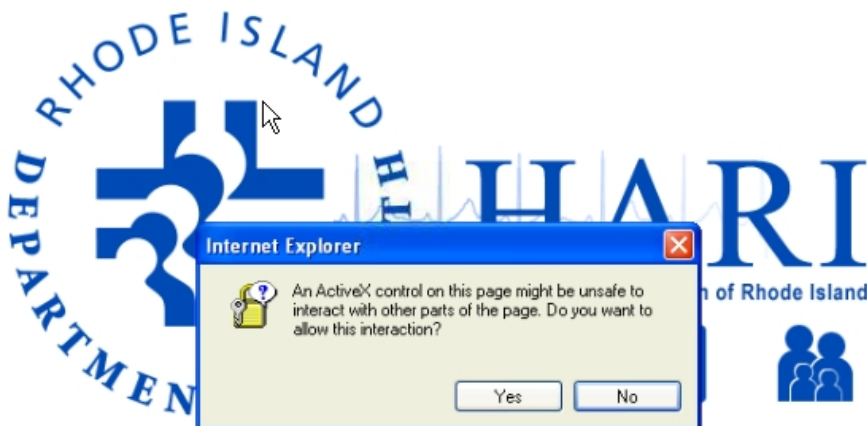 RHODE ISLAND
DEPARTMEN
TH
HARI
of Rhode Island
Internet Explorer
An ActiveX control on this page might be unsafe to
interact with other parts of the page. Do you want to
allow this interaction?
Yes
No